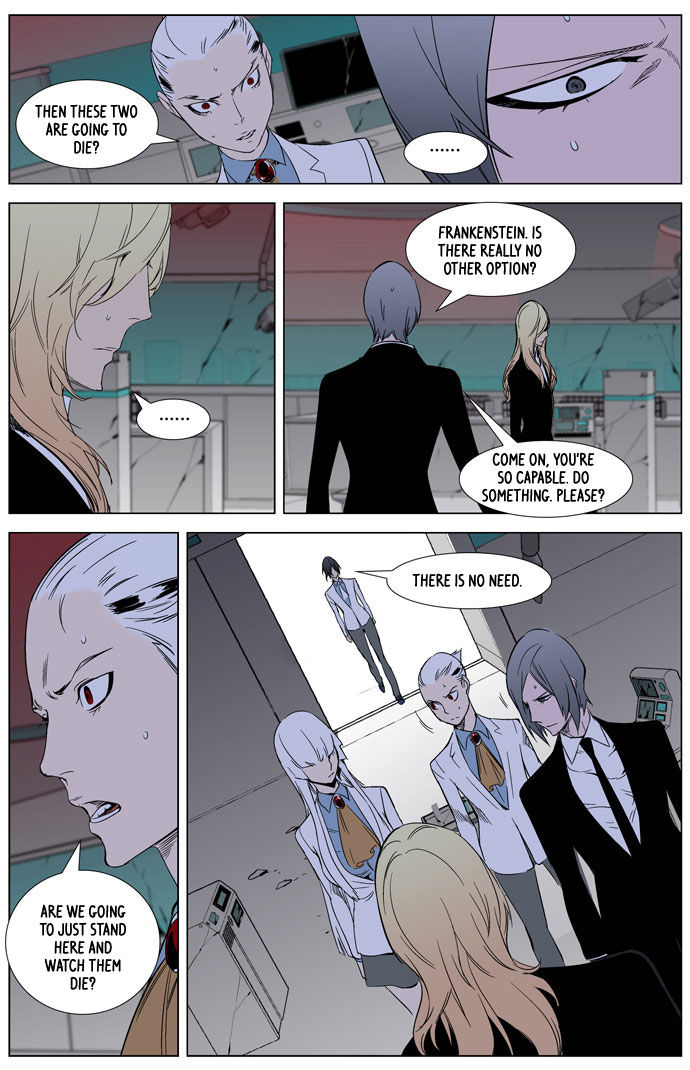 THEN THESE TWO
ARE GOING TO
DIE?
......
......
FRANKENSTEIN. IS
THERE REALLY NO
OTHER OPTION?
COME ON, YOU'RE
SO CAPABLE. DO
SOMETHING. PLEASE?
ARE WE GOING
TO JUST STAND
HERE AND
WATCH THEM
DIE?
THERE IS NO NEED.